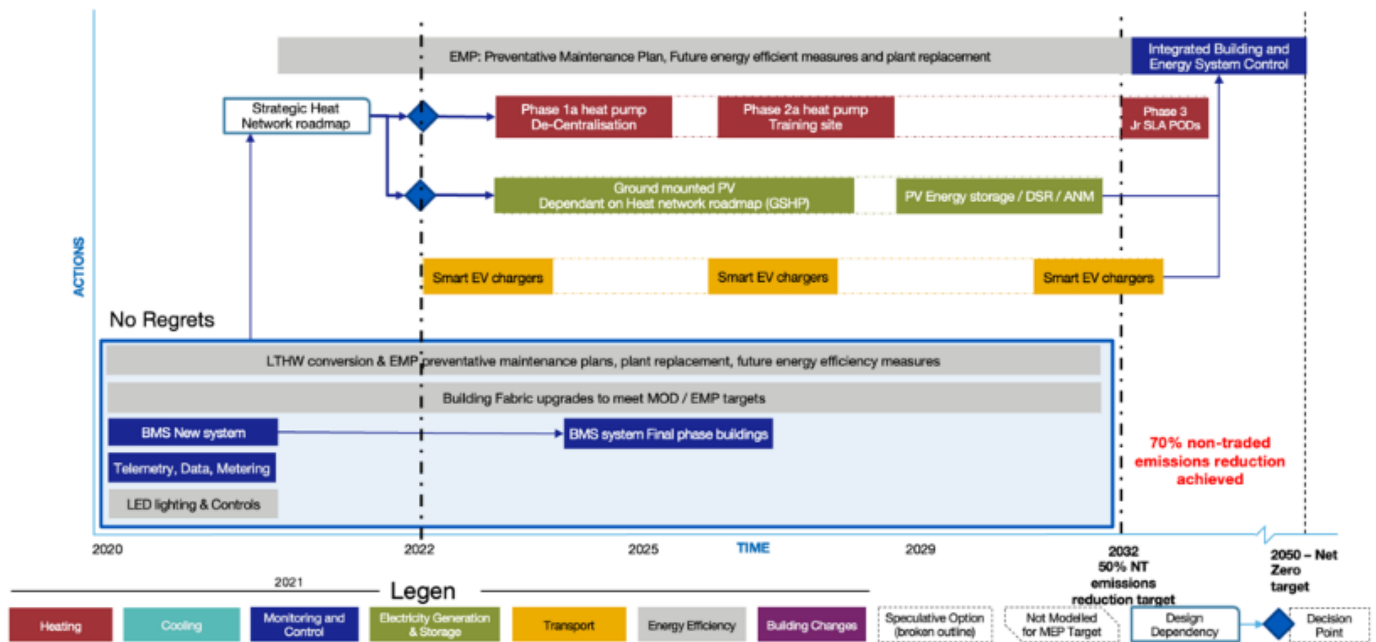 EMP: Preventative Maintenance Plan, Future energy efficient measures and plant replacement
Integrated Building and
Energy System Control
Strategic Heat
Network roadmap
Phase 1a heat pump
De-Centralisation
Phase 2a heat pump
Training site
Phase 3
Jr SLA PODs
Ground mounted PV
Dependant on Heat network roadmap (GSHP)
PV Energy storage / DSR / ANM
Smart EV chargers
Smart EV chargers
Smart EV chargers
ACTIONS
No Regrets
LTHW conversion & EMP preventative maintenance plans, plant replacement, future energy efficiency measures
Building Fabric upgrades to meet MOD / EMP targets
BMS New system
BMS system Final phase buildings
Telemetry, Data, Metering
LED lighting & Controls
70% non-traded
emissions reduction
achieved
2020
2022
2025
TIME
2029
2032
50% NT
emissions
reduction target
2050 – Net
Zero
target
2021
Legen
Heating
Cooling
Monitoring and
Control
Electricity Generation
& Storage
Transport
Energy Efficiency
Building Changes
Speculative Option
(broken outline)
Not Modelled
for MEP Target
Design
Dependency
Decision
Point